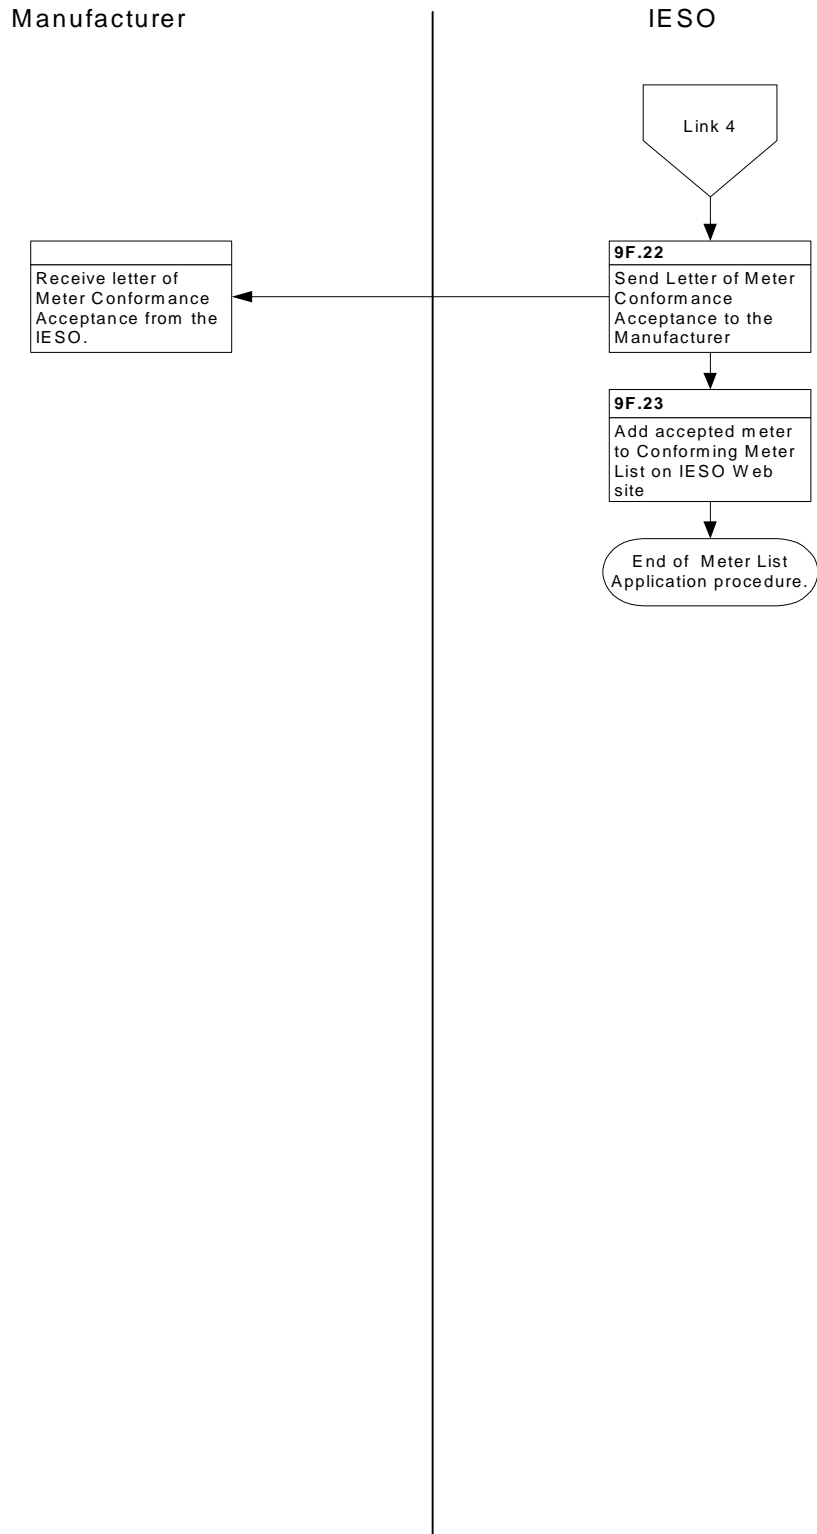 Manufacturer
IESO
Link 4
9F.22
Receive letter of
Meter Conformance
Acceptance from the
IESO.
Send Letter of Meter
Conformance
Acceptance to the
Manufacturer
9F.23
Add accepted meter
to Conforming Meter
List on IESO Web
site
End of Meter List
Application procedure.